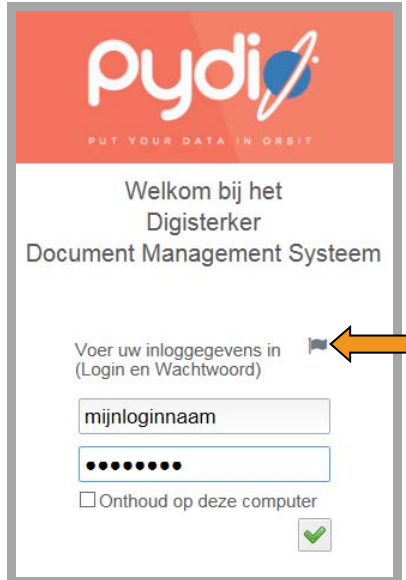 pydio
PUT YOUR DATA IN ORBIT
Welkom bij het
Digisterker
Document Management Systeem
Voer uw inloggegevens in
(Login en Wachtwoord)
mijnloginnaam
●●●●●●●●
Onthoud op deze computer